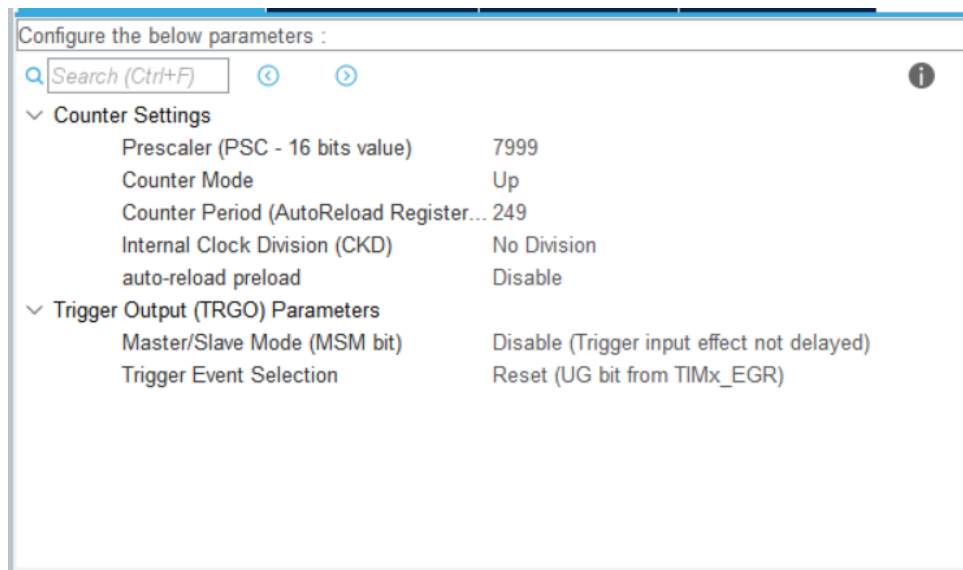 Configure the below parameters :
Search (Ctrl+F)
Counter Settings
Prescaler (PSC - 16 bits value) 7999
Counter Mode Up
Counter Period (AutoReload Register... 249
Internal Clock Division (CKD) No Division
auto-reload preload Disable
Trigger Output (TRGO) Parameters
Master/Slave Mode (MSM bit) Disable (Trigger input effect not delayed)
Trigger Event Selection Reset (UG bit from TIMx_EGR)